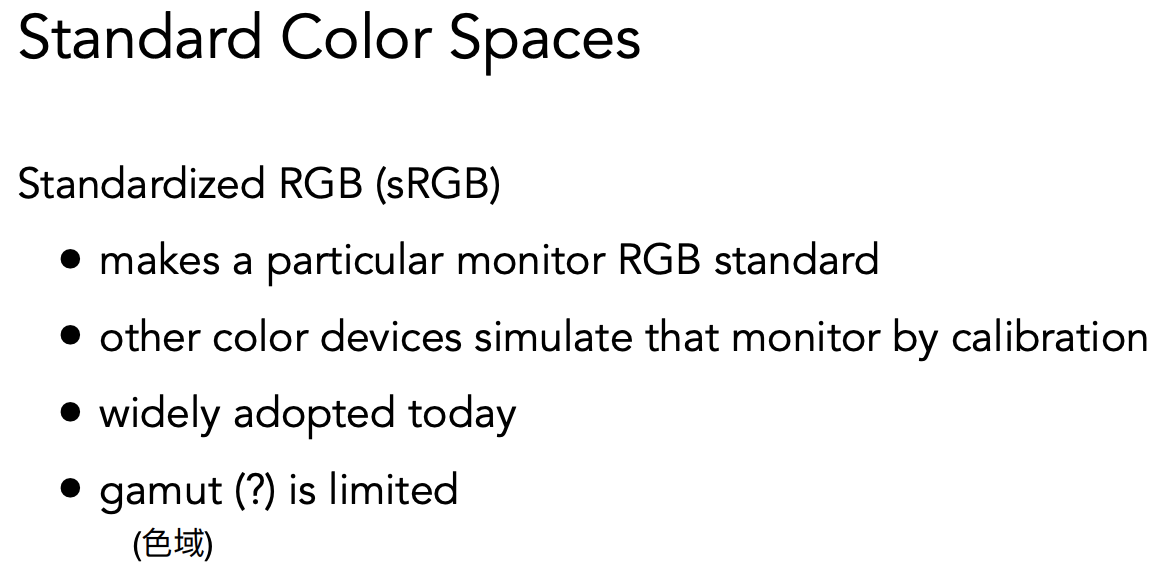 Standard Color Spaces
Standardized RGB (sRGB)
• makes a particular monitor RGB standard
• other color devices simulate that monitor by calibration
• widely adopted today
• gamut (?) is limited
(色域)